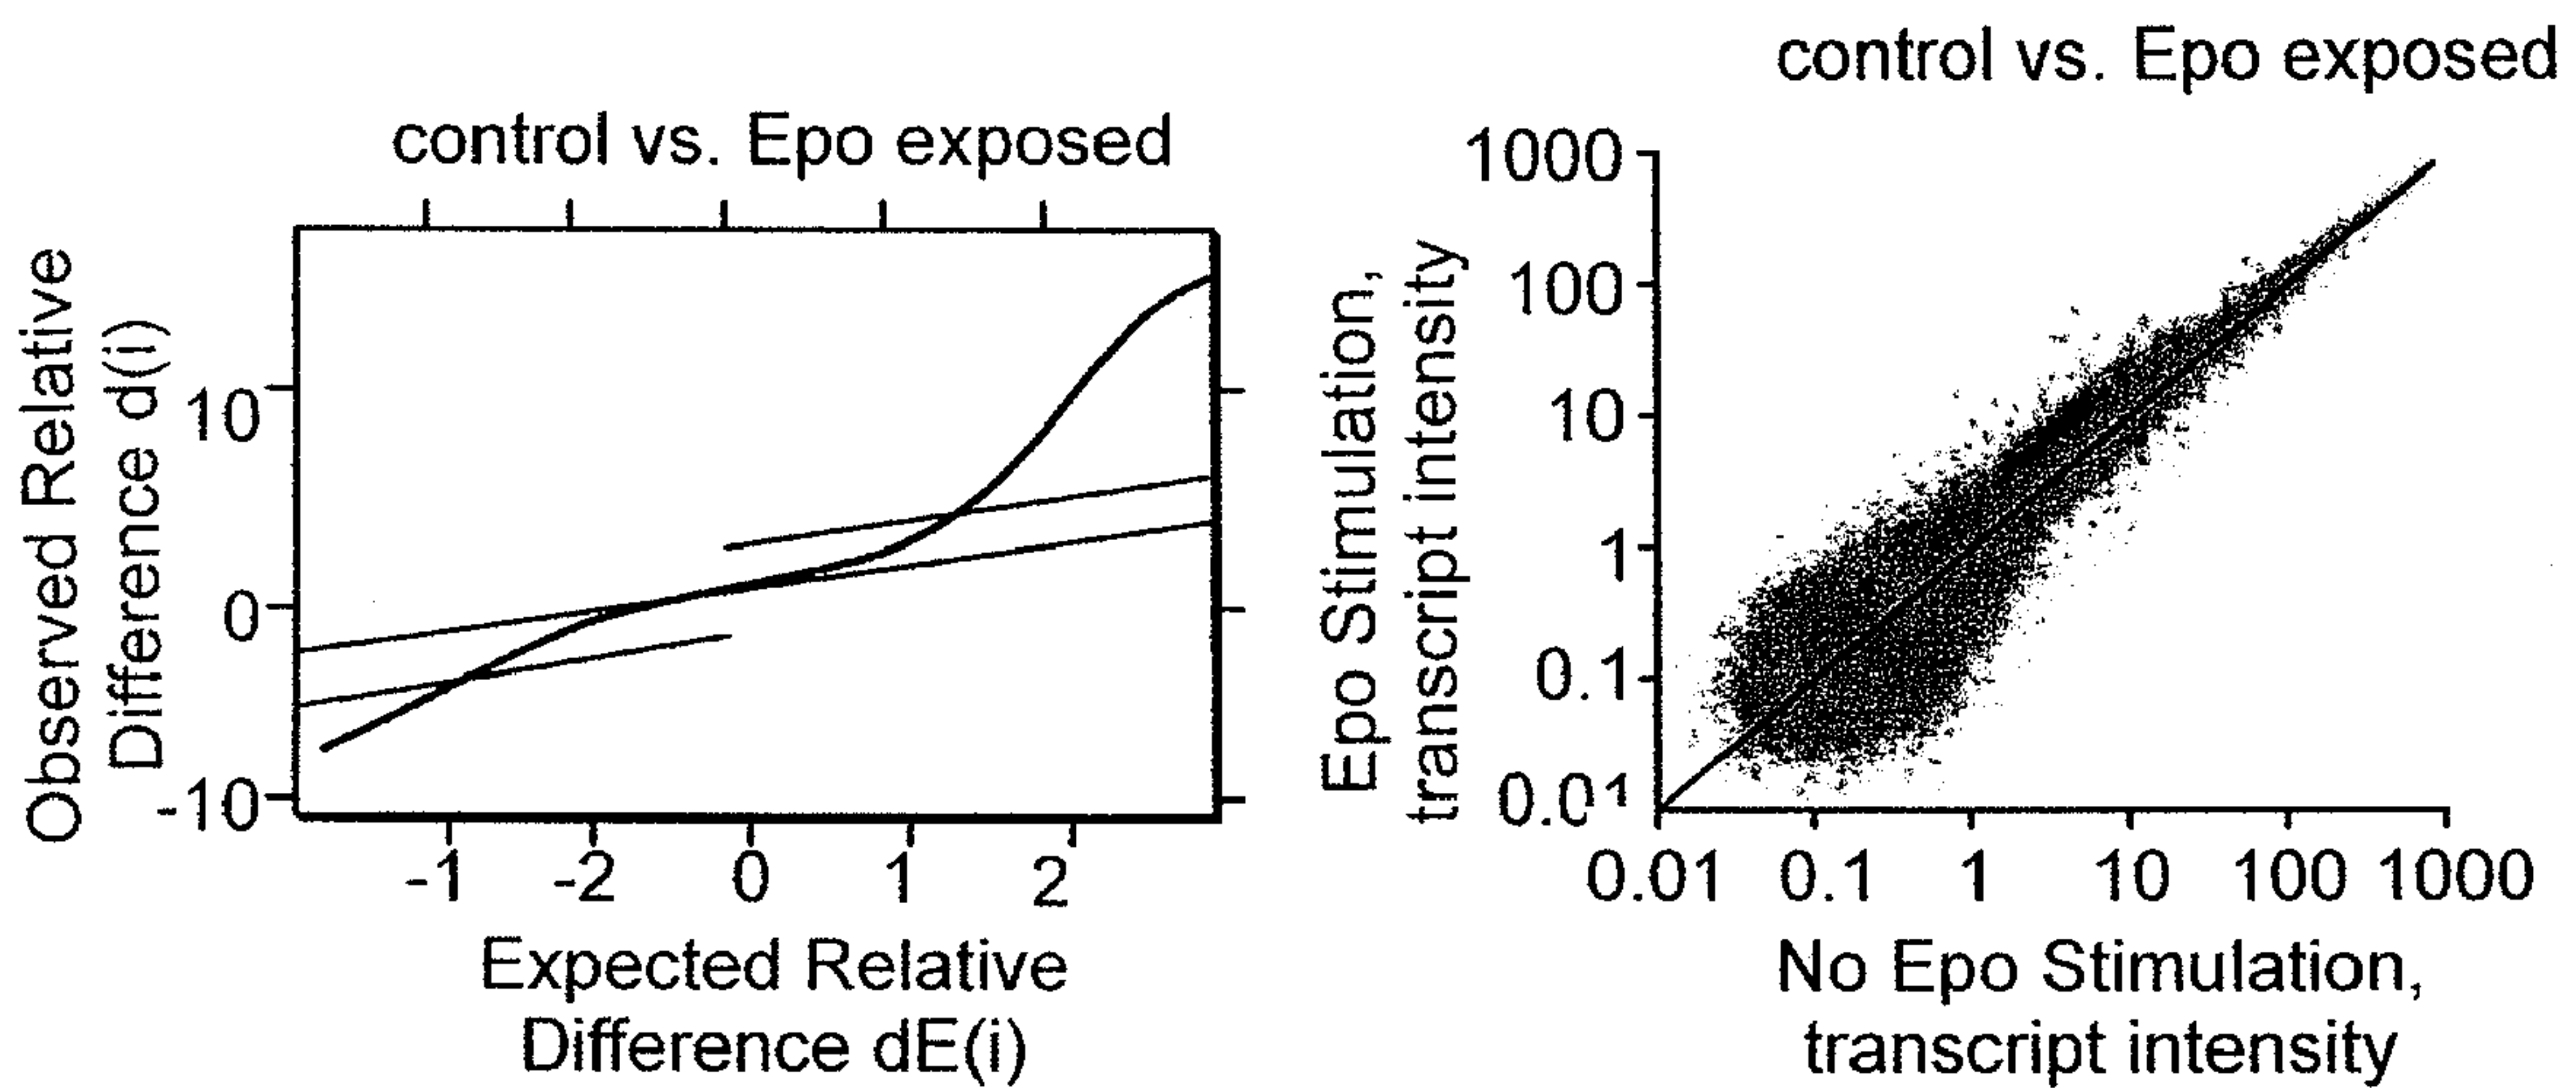 control vs. Epo exposed
Observed Relative
Difference d(i)
10
0
-10
-1 -2 0 1 2
Expected Relative
Difference dE(i)
control vs. Epo exposed
Epo Stimulation,
transcript intensity
1000
100
10
1
0.1
0.01
0.01 0.1 1 10 100 1000
No Epo Stimulation,
transcript intensity